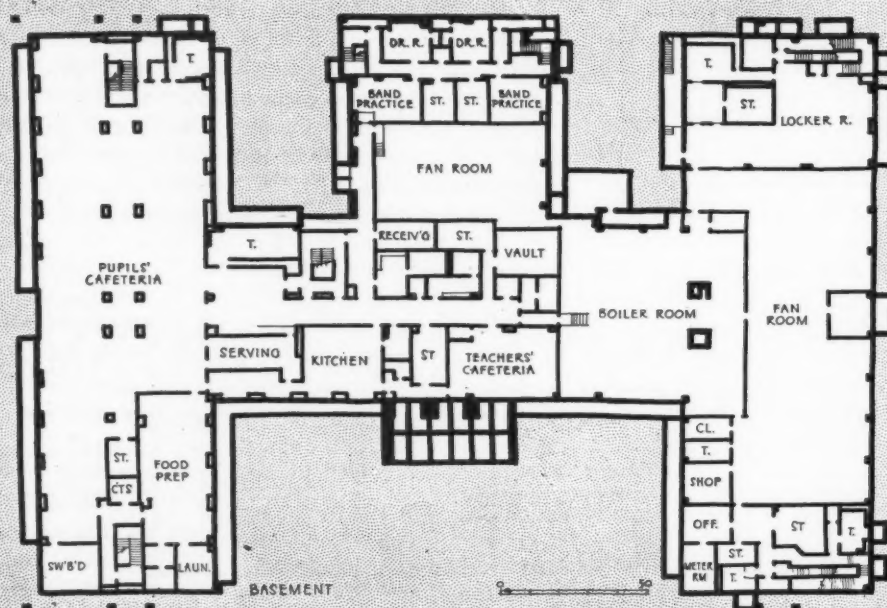 T.
DR. R.
DR. R.
T.
BAND
PRACTICE
ST.
ST.
BAND
PRACTICE
ST.
LOCKER R.
FAN ROOM
T.
RECEIV'G
ST.
VAULT
PUPILS'
CAFETERIA
BOILER ROOM
FAN
ROOM
SERVING
KITCHEN
ST
TEACHERS'
CAFETERIA
CL.
T.
ST.
FOOD
PREP
CTS
SHOP
OFF.
ST
T.
SW'B'D
LAUN.
METER
RM
ST.
T.
BASEMENT
0 50